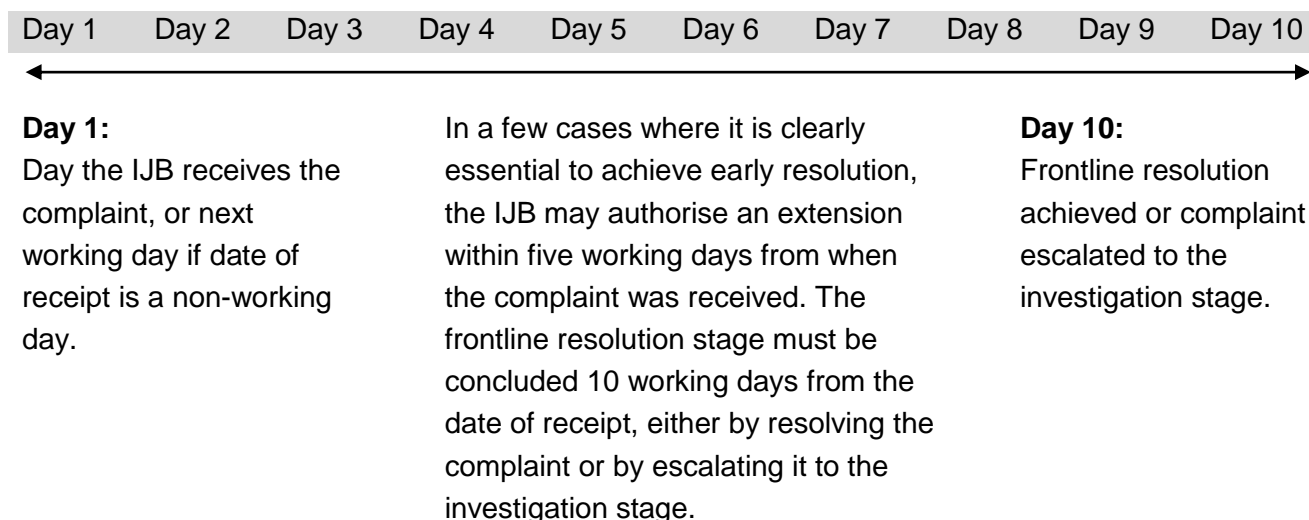 Day 1 Day 2 Day 3 Day 4 Day 5 Day 6 Day 7 Day 8 Day 9 Day 10
Day 1:
Day the IJB receives the
complaint, or next
working day if date of
receipt is a non-working
day.
In a few cases where it is clearly
essential to achieve early resolution,
the IJB may authorise an extension
within five working days from when
the complaint was received. The
frontline resolution stage must be
concluded 10 working days from the
date of receipt, either by resolving the
complaint or by escalating it to the
investigation stage.
Day 10:
Frontline resolution
achieved or complaint
escalated to the
investigation stage.